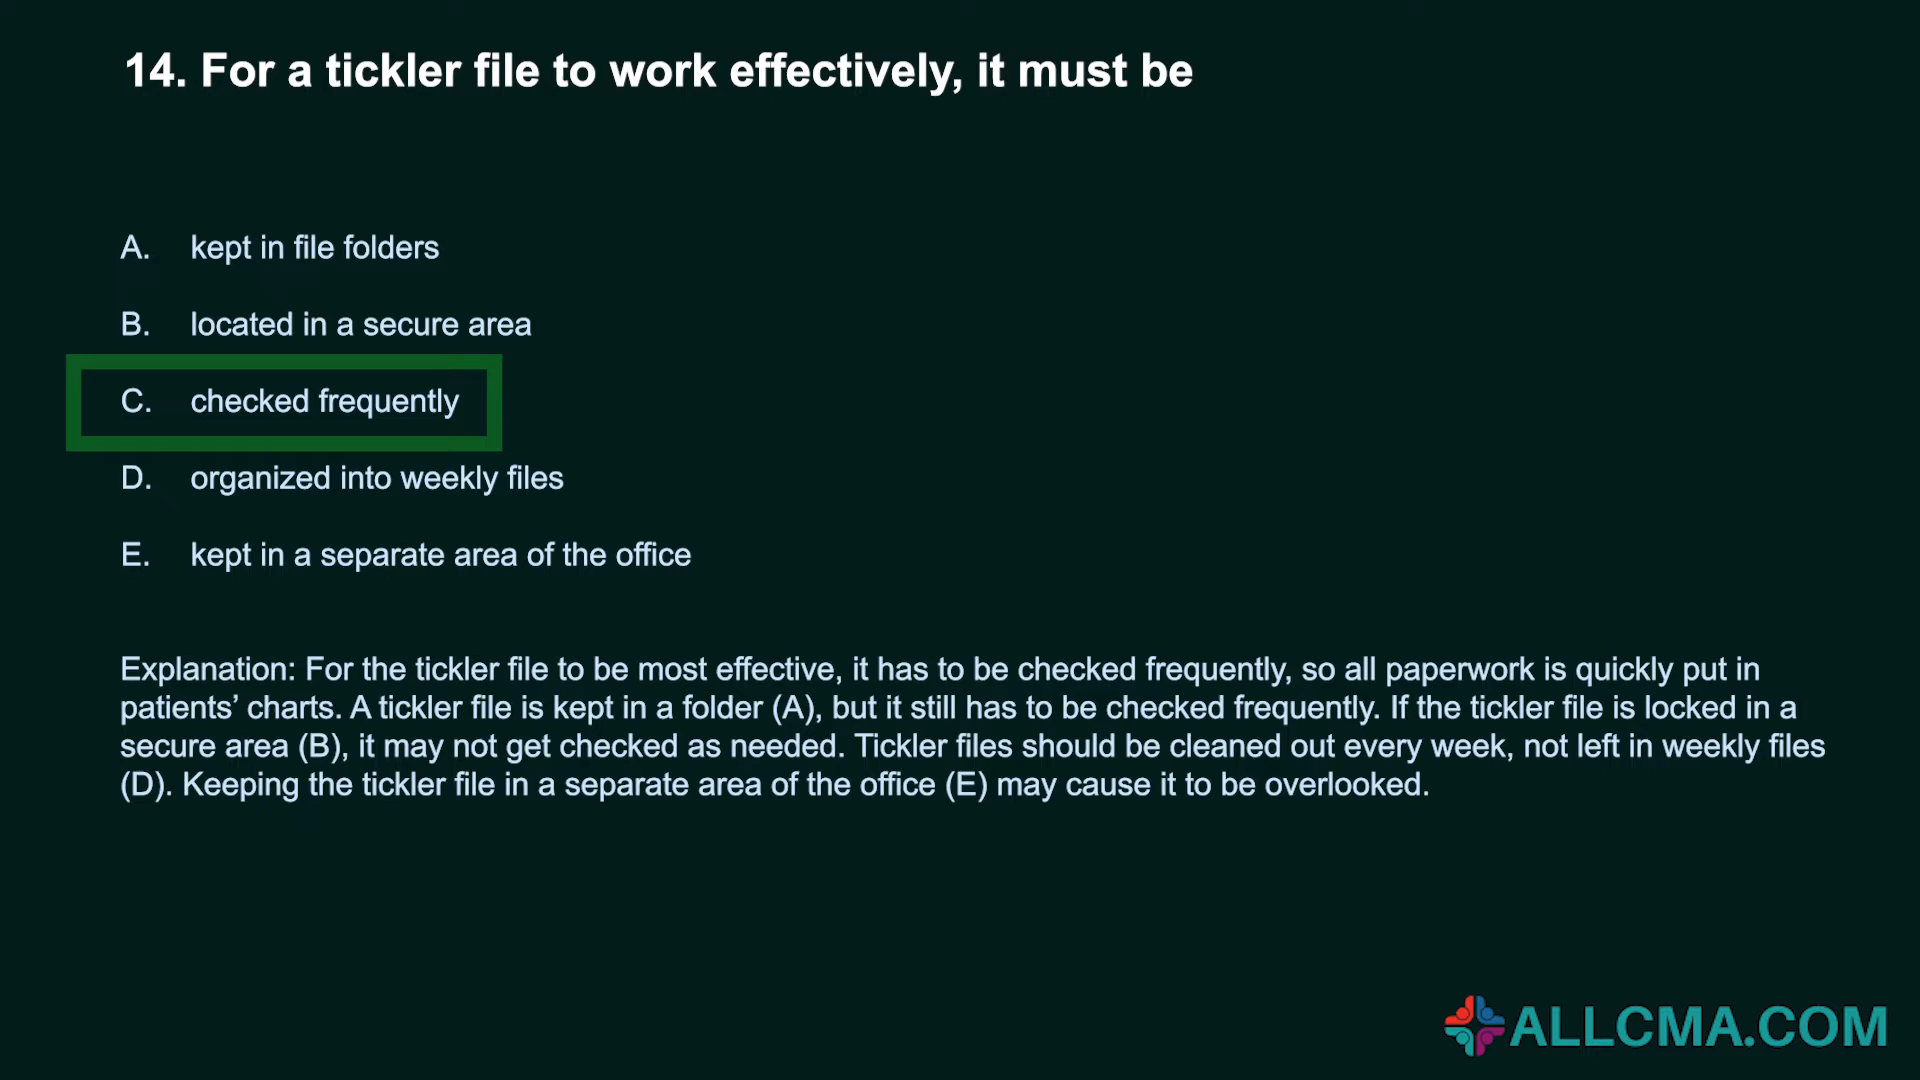 14. For a tickler file to work effectively, it must be
A. kept in file folders
B. located in a secure area
C. checked frequently
D. organized into weekly files
E. kept in a separate area of the office
Explanation: For the tickler file to be most effective, it has to be checked frequently, so all paperwork is quickly put in
patients’ charts. A tickler file is kept in a folder (A), but it still has to be checked frequently. If the tickler file is locked in a
secure area (B), it may not get checked as needed. Tickler files should be cleaned out every week, not left in weekly files
(D). Keeping the tickler file in a separate area of the office (E) may cause it to be overlooked.
ALLCMA.COM